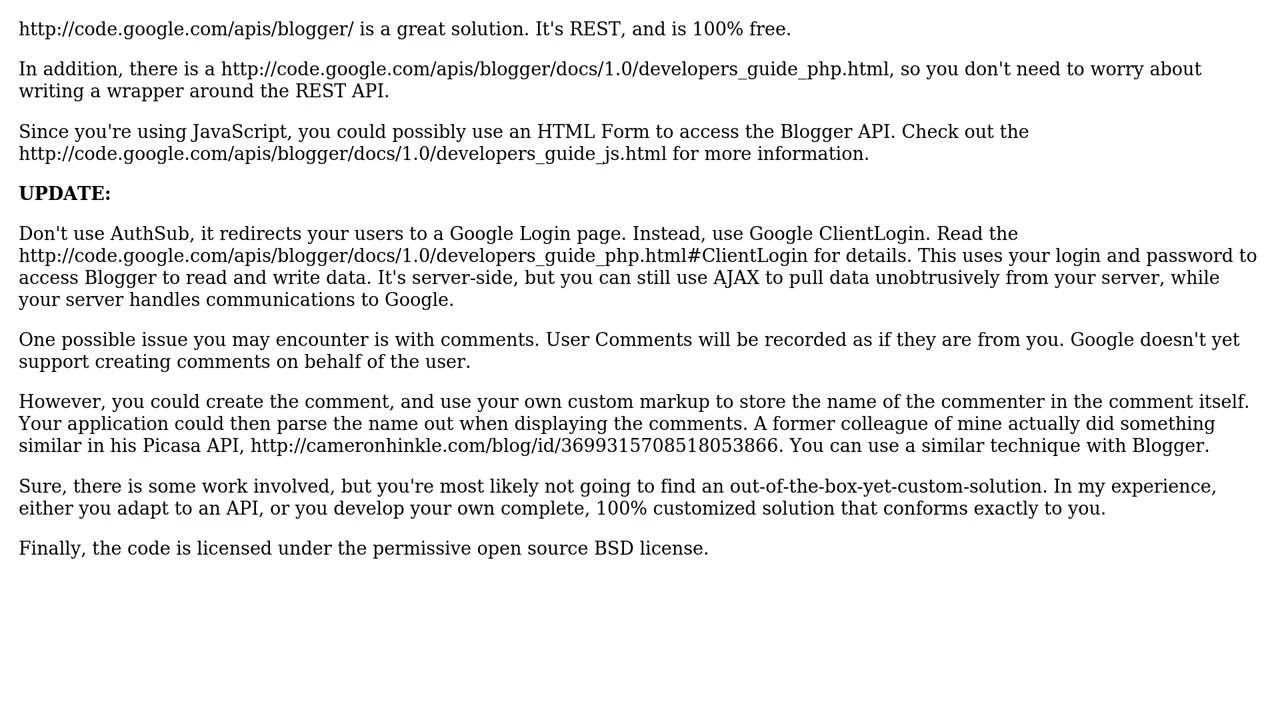 http://code.google.com/apis/blogger/ is a great solution. It's REST, and is 100% free.
In addition, there is a http://code.google.com/apis/blogger/docs/1.0/developers_guide_php.html, so you don't need to worry about
writing a wrapper around the REST API.
Since you're using JavaScript, you could possibly use an HTML Form to access the Blogger API. Check out the
http://code.google.com/apis/blogger/docs/1.0/developers_guide_js.html for more information.
UPDATE:
Don't use AuthSub, it redirects your users to a Google Login page. Instead, use Google ClientLogin. Read the
http://code.google.com/apis/blogger/docs/1.0/developers_guide_php.html#ClientLogin for details. This uses your login and password to
access Blogger to read and write data. It's server-side, but you can still use AJAX to pull data unobtrusively from your server, while
your server handles communications to Google.
One possible issue you may encounter is with comments. User Comments will be recorded as if they are from you. Google doesn't yet
support creating comments on behalf of the user.
However, you could create the comment, and use your own custom markup to store the name of the commenter in the comment itself.
Your application could then parse the name out when displaying the comments. A former colleague of mine actually did something
similar in his Picasa API, http://cameronhinkle.com/blog/id/3699315708518053866. You can use a similar technique with Blogger.
Sure, there is some work involved, but you're most likely not going to find an out-of-the-box-yet-custom-solution. In my experience,
either you adapt to an API, or you develop your own complete, 100% customized solution that conforms exactly to you.
Finally, the code is licensed under the permissive open source BSD license.